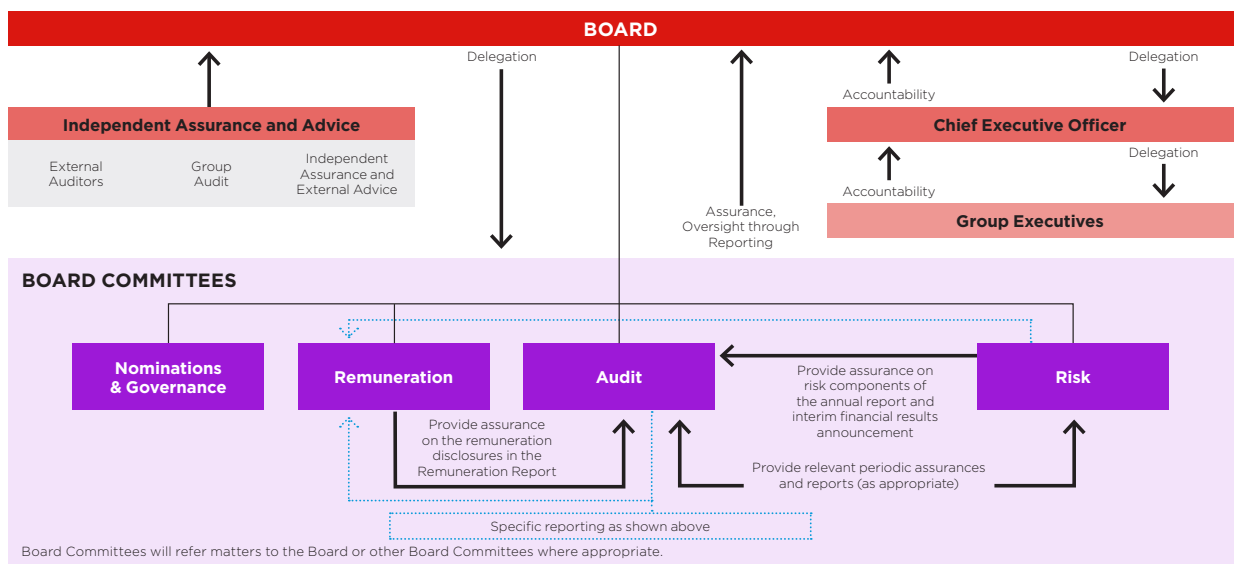 BOARD
Delegation
Accountability
Delegation
Independent Assurance and Advice
External
Auditors
Group
Audit
Independent
Assurance and
External Advice
Chief Executive Officer
Accountability
Delegation
Assurance,
Oversight through
Reporting
Group Executives
BOARD COMMITTEES
Nominations
& Governance
Remuneration
Audit
Risk
Provide assurance on
risk components of
the annual report and
interim financial results
announcement
Provide assurance
on the remuneration
disclosures in the
Remuneration Report
Provide relevant periodic assurances
and reports (as appropriate)
Specific reporting as shown above
Board Committees will refer matters to the Board or other Board Committees where appropriate.